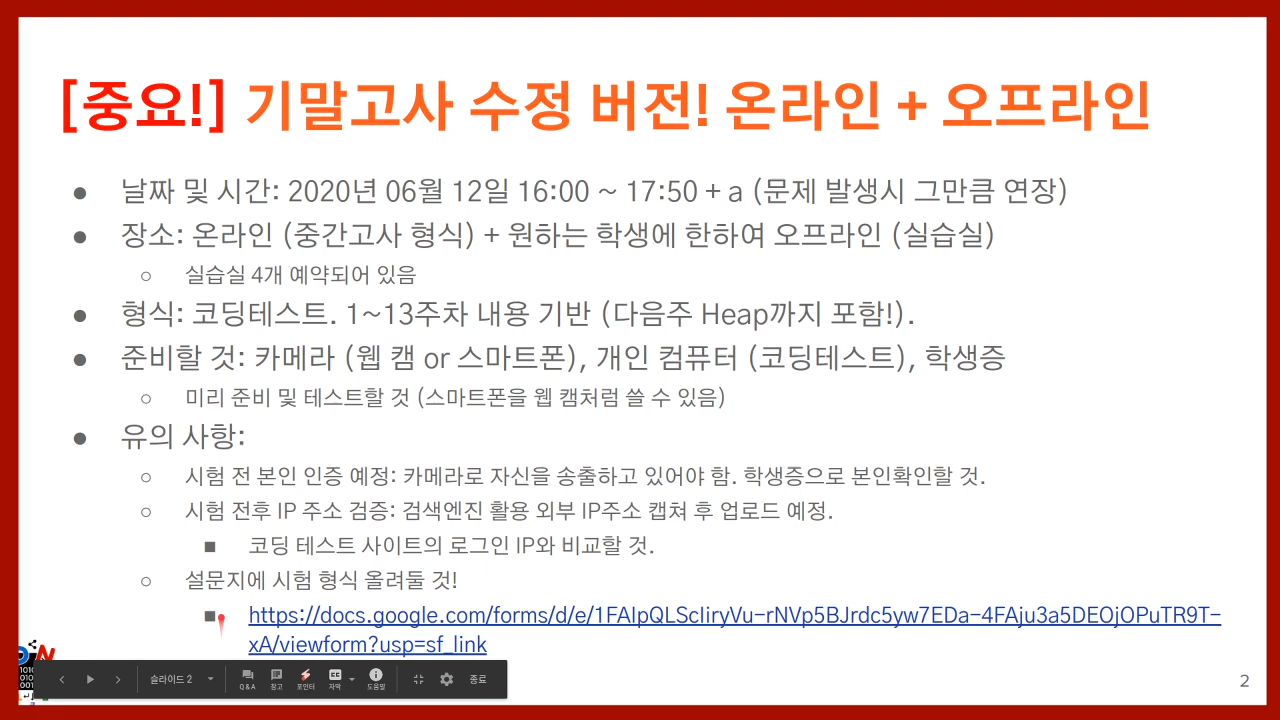 [중요!] 기말고사 수정 버전! 온라인 + 오프라인
● 날짜 및 시간: 2020년 06월 12일 16:00 ~ 17:50 + a (문제 발생시 그만큼 연장)
● 장소: 온라인 (중간고사 형식) + 원하는 학생에 한하여 오프라인 (실습실)
○ 실습실 4개 예약되어 있음
● 형식: 코딩테스트. 1~13주차 내용 기반 (다음주 Heap까지 포함!).
● 준비할 것: 카메라 (웹 캠 or 스마트폰), 개인 컴퓨터 (코딩테스트), 학생증
○ 미리 준비 및 테스트할 것 (스마트폰을 웹 캠처럼 쓸 수 있음)
● 유의 사항:
○ 시험 전 본인 인증 예정: 카메라로 자신을 송출하고 있어야 함. 학생증으로 본인확인할 것.
○ 시험 전후 IP 주소 검증: 검색엔진 활용 외부 IP주소 캡쳐 후 업로드 예정.
■ 코딩 테스트 사이트의 로그인 IP와 비교할 것.
○ 설문지에 시험 형식 올려둘 것!
■ https://docs.google.com/forms/d/e/1FAIpQLScIiryVu-rNVp5BJrdc5yw7EDa-4FAju3a5DEOjOPuTR9T-
xA/viewform?usp=sf_link
슬라이드 2 Q&A 참고 포인터 자막 도움말 종료
2